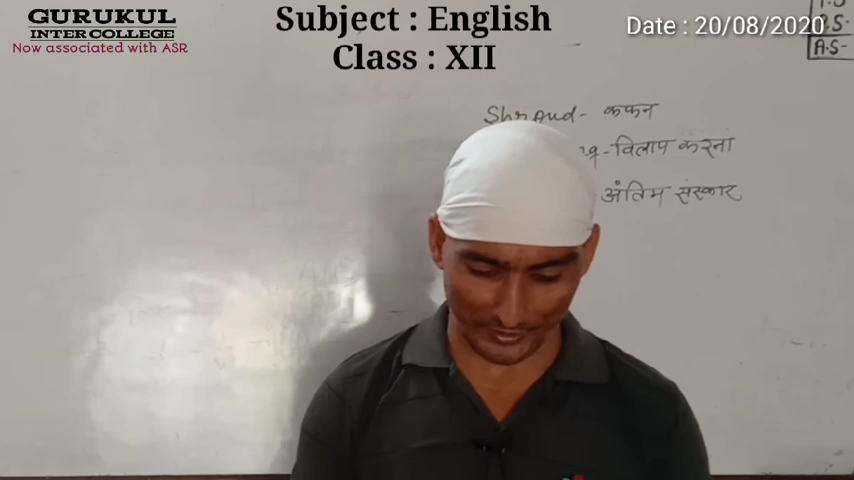 GURUKUL
INTER COLLEGE
Now associated with ASR
Subject : English
Class : XII
Date : 20/08/2020
A·S-
Shroud - कफन
- विलाप करना
अंतिम संस्कार